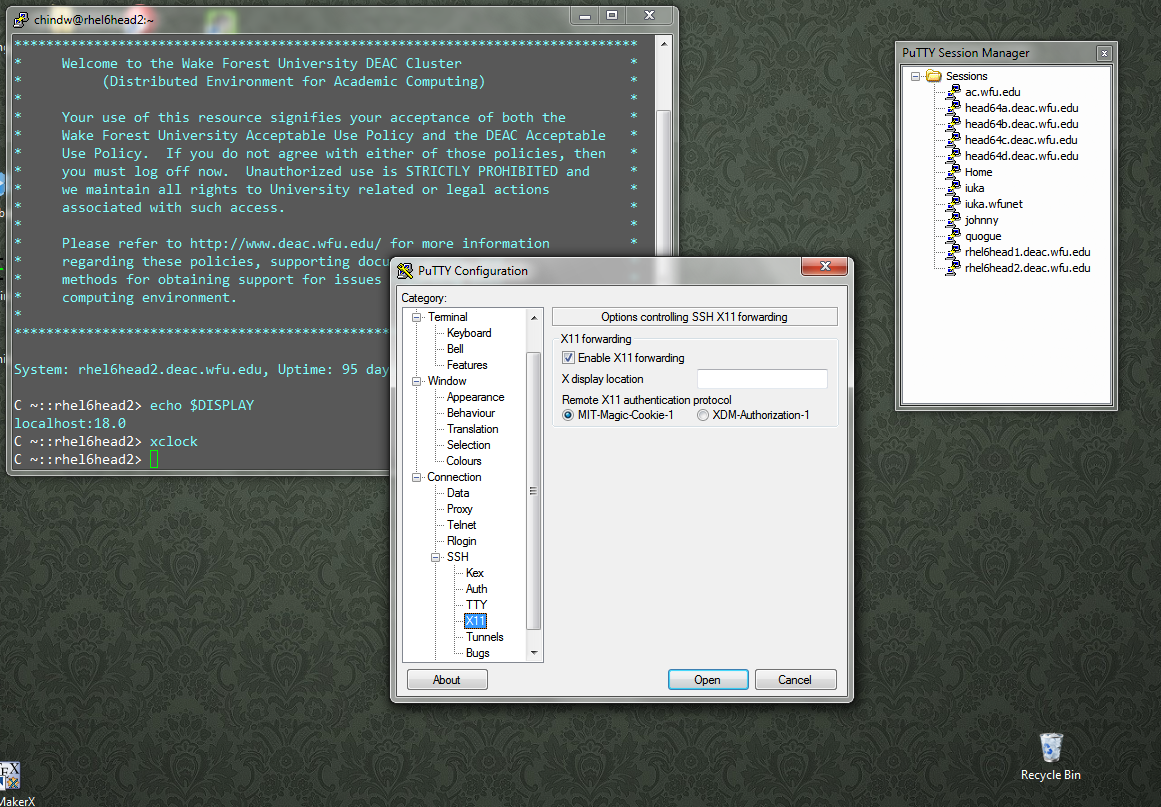 chindw@rhel6head2:~
********************************************************************************
* Welcome to the Wake Forest University DEAC Cluster *
* (Distributed Environment for Academic Computing) *
* *
* Your use of this resource signifies your acceptance of both the *
* Wake Forest University Acceptable Use Policy and the DEAC Acceptable *
* Use Policy. If you do not agree with either of those policies, then *
* you must log off now. Unauthorized use is STRICTLY PROHIBITED and *
* we maintain all rights to University related or legal actions *
* associated with such access. *
* *
* Please refer to http://www.deac.wfu.edu/ for more information *
* regarding these policies, supporting docu
* methods for obtaining support for issues
* computing environment.
*
***********************************************
System: rhel6head2.deac.wfu.edu, Uptime: 95 day
C ~::rhel6head2> echo $DISPLAY
localhost:18.0
C ~::rhel6head2> xclock
C ~::rhel6head2>
PuTTY Configuration
Category:
Terminal
Keyboard
Bell
Features
Window
Appearance
Behaviour
Translation
Selection
Colours
Connection
Data
Proxy
Telnet
Rlogin
SSH
Kex
Auth
TTY
X11
Tunnels
Bugs
Options controlling SSH X11 forwarding
X11 forwarding
Enable X11 forwarding
X display location
Remote X11 authentication protocol
MIT-Magic-Cookie-1 XDM-Authorization-1
About Open Cancel
PuTTY Session Manager
Sessions
ac.wfu.edu
head64a.deac.wfu.edu
head64b.deac.wfu.edu
head64c.deac.wfu.edu
head64d.deac.wfu.edu
Home
iuka
iuka.wfunet
johnny
quogue
rhel6head1.deac.wfu.edu
rhel6head2.deac.wfu.edu
Recycle Bin
MakerX